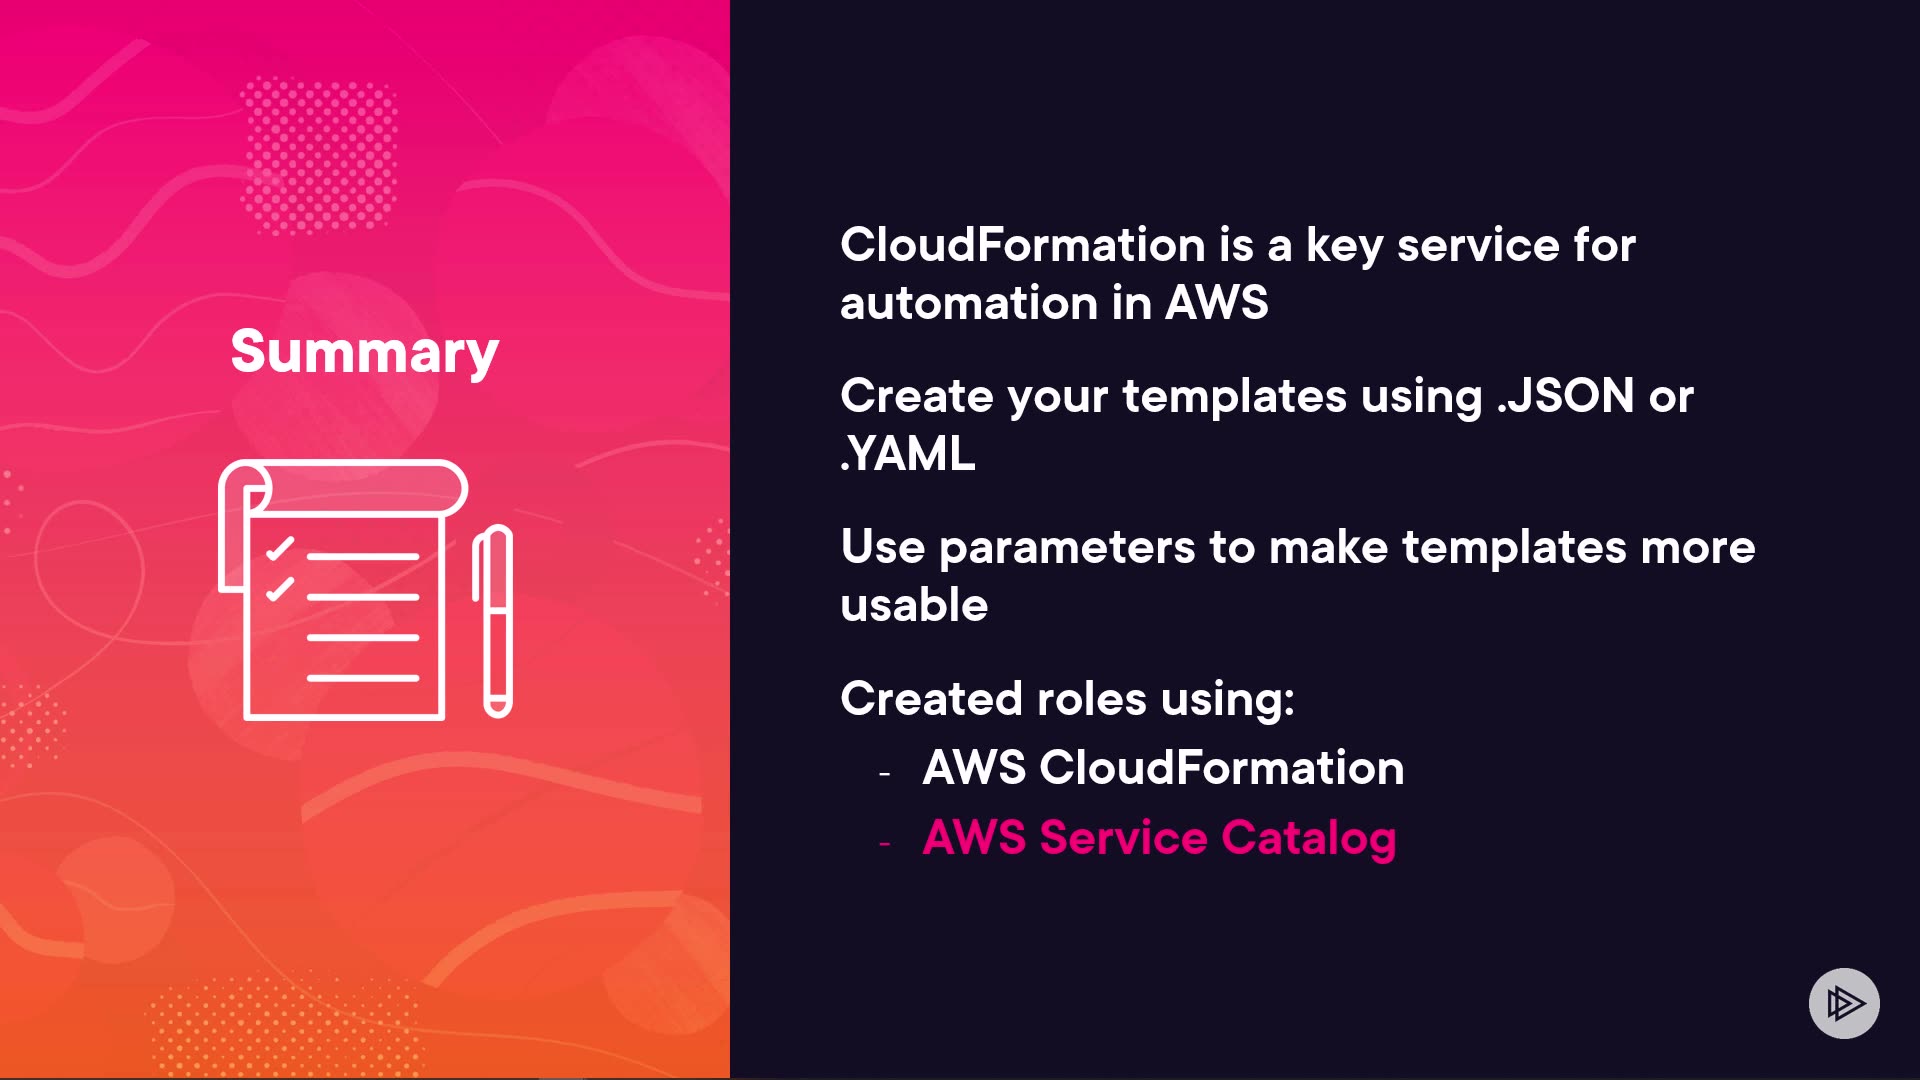 Summary
CloudFormation is a key service for
automation in AWS
Create your templates using .JSON or
.YAML
Use parameters to make templates more
usable
Created roles using:
- AWS CloudFormation
- AWS Service Catalog